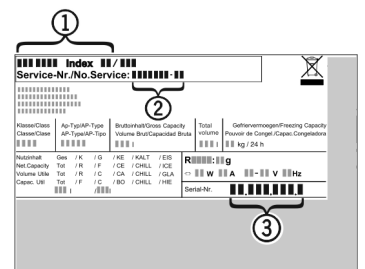 1
Index /
Service-Nr./No.Service: -
2
Klasse/Class Ap-Typ/AP-Type Bruttoinhalt/Gross Capacity Total Gefriervermoegen/Freezing Capacity
Classe/Clase AP-Type/AP-Tipo Volume Brut/Capacidad Bruta volume Pouvoir de Congel./Capac.Congeladora
l l kg / 24 h
Nutzinhalt Ges / K / G / KE / KALT / EIS
Net.Capacity Tot / R / F / CE / CHILL / ICE
Volume Utile Tot / R / C / CA / CHILL / GLA
Capac. Util Tot / F / C / BO / CHILL / HIE
l / l
R : g
W A - V Hz
Serial-Nr. . . .
3